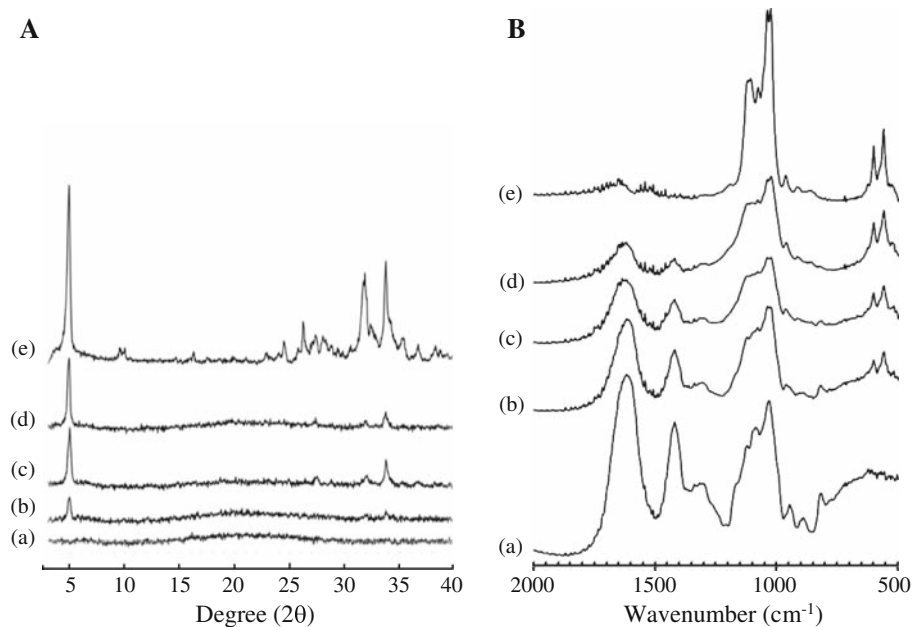 A
(e)
(d)
(c)
(b)
(a)
5 10 15 20 25 30 35 40
Degree (2θ)
B
(e)
(d)
(c)
(b)
(a)
2000 1500 1000 500
Wavenumber (cm⁻¹)